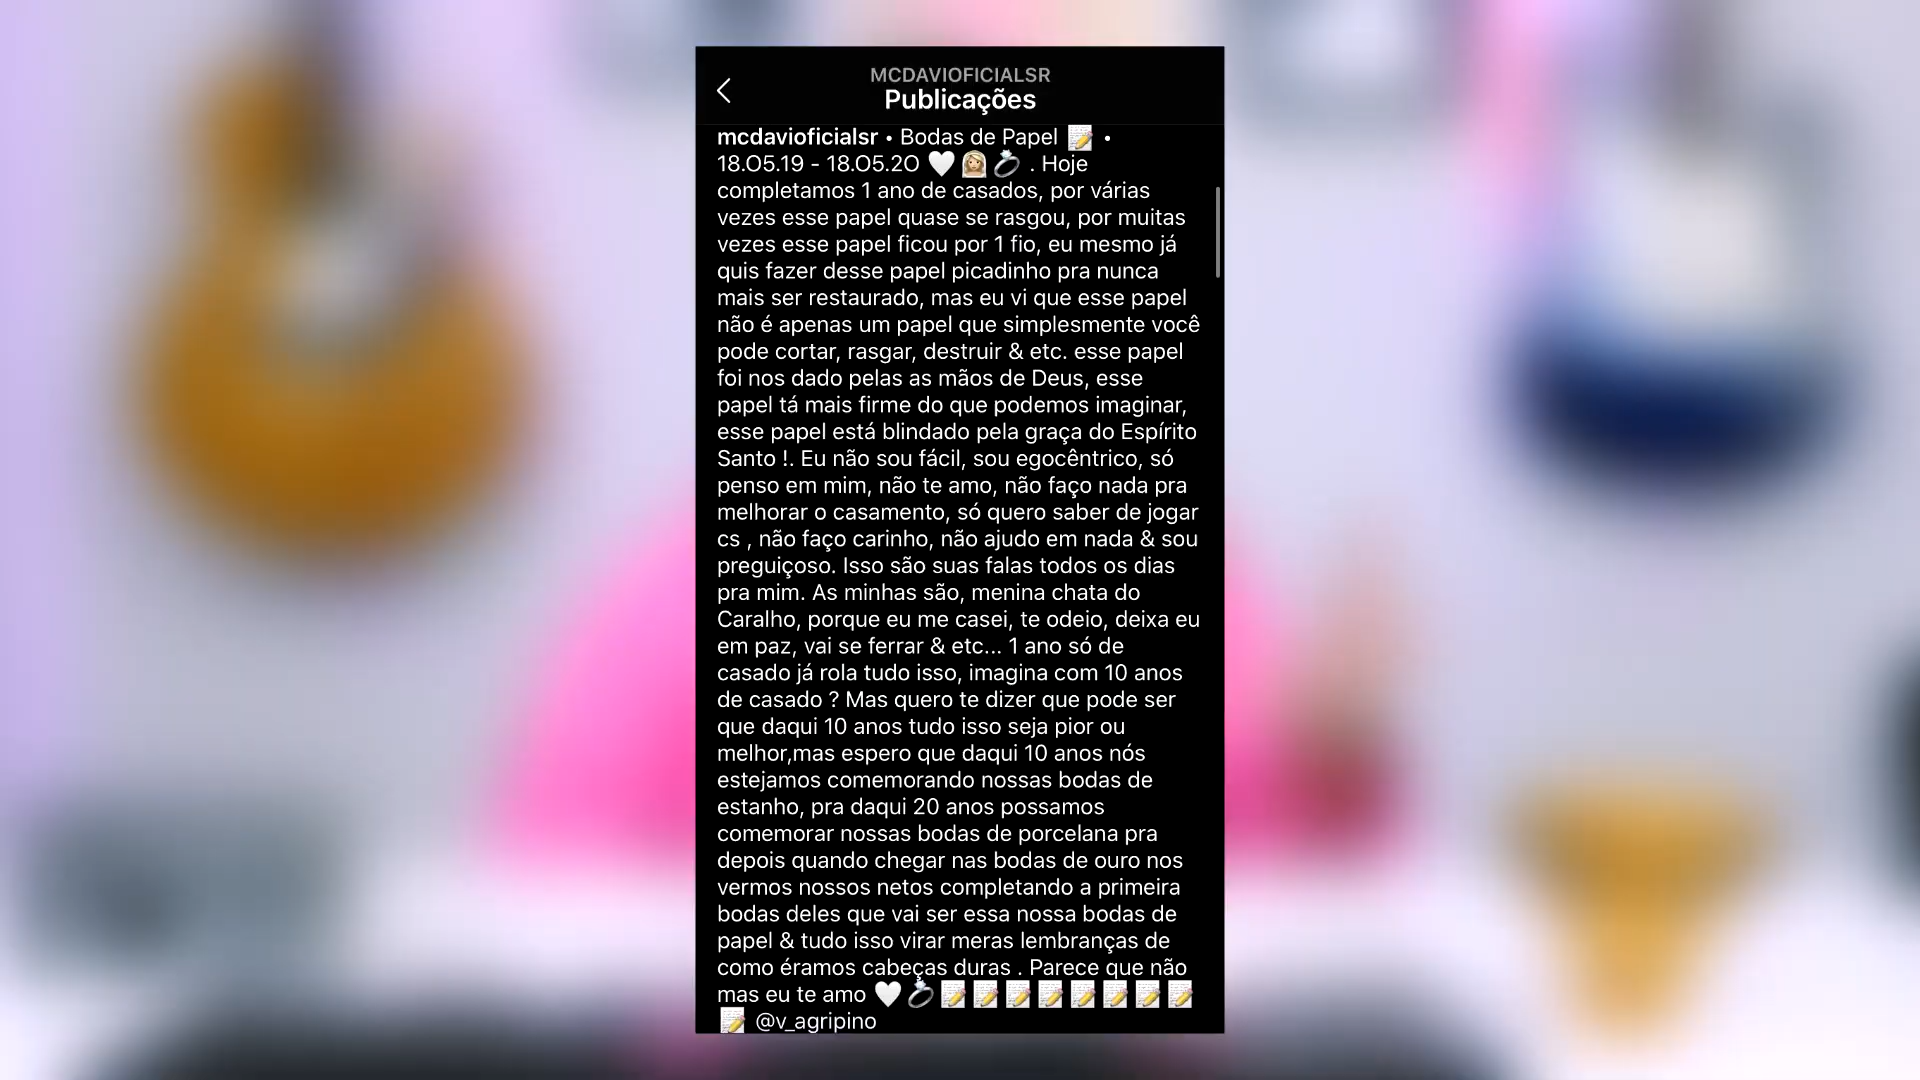 MCDAVIOFICIALSR
Publicações
mcdavioficialsr • Bodas de Papel 📝 •
18.05.19 - 18.05.20 🤍 👰🏼 💍 . Hoje
completamos 1 ano de casados, por várias
vezes esse papel quase se rasgou, por muitas
vezes esse papel ficou por 1 fio, eu mesmo já
quis fazer desse papel picadinho pra nunca
mais ser restaurado, mas eu vi que esse papel
não é apenas um papel que simplesmente você
pode cortar, rasgar, destruir & etc. esse papel
foi nos dado pelas as mãos de Deus, esse
papel tá mais firme do que podemos imaginar,
esse papel está blindado pela graça do Espírito
Santo !. Eu não sou fácil, sou egocêntrico, só
penso em mim, não te amo, não faço nada pra
melhorar o casamento, só quero saber de jogar
cs , não faço carinho, não ajudo em nada & sou
preguiçoso. Isso são suas falas todos os dias
pra mim. As minhas são, menina chata do
Caralho, porque eu me casei, te odeio, deixa eu
em paz, vai se ferrar & etc... 1 ano só de
casado já rola tudo isso, imagina com 10 anos
de casado ? Mas quero te dizer que pode ser
que daqui 10 anos tudo isso seja pior ou
melhor,mas espero que daqui 10 anos nós
estejamos comemorando nossas bodas de
estanho, pra daqui 20 anos possamos
comemorar nossas bodas de porcelana pra
depois quando chegar nas bodas de ouro nos
vermos nossos netos completando a primeira
bodas deles que vai ser essa nossa bodas de
papel & tudo isso virar meras lembranças de
como éramos cabeças duras . Parece que não
mas eu te amo 🤍 💍 📝 📝 📝 📝 📝 📝 📝 📝
📝 @v_agripino